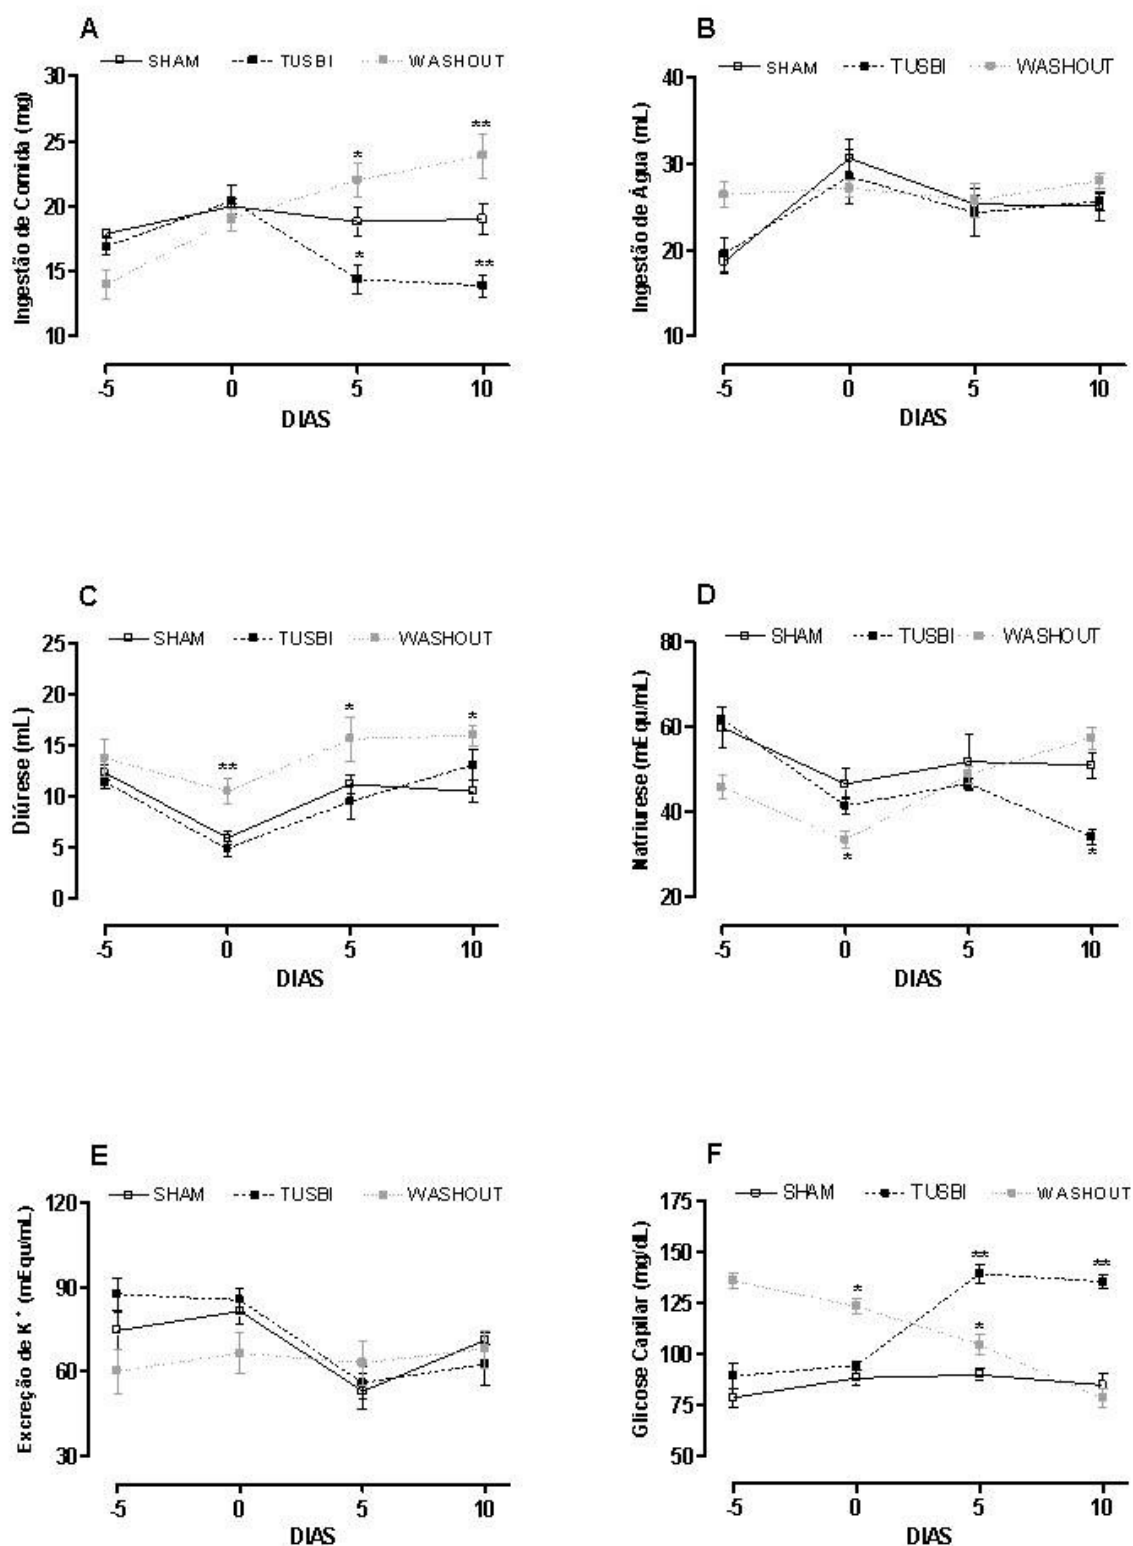 A
SHAM TUSBI WASHOUT
Ingestão de Comida (mg)
30
25
20
15
10
* **
* **
-5 0 5 10
DIAS
B
SHAM TUSBI WASHOUT
Ingestão de Água (mL)
40
30
20
10
-5 0 5 10
DIAS
C
SHAM TUSBI WASHOUT
Diúrese (mL)
25
20
15
10
5
0
** * *
-5 0 5 10
DIAS
D
SHAM TUSBI WASHOUT
Natriurese (mEqu/mL)
80
60
40
20
* *
-5 0 5 10
DIAS
E
SHAM TUSBI WASHOUT
Excreção de K⁺ (mEqu/mL)
120
90
60
30
-5 0 5 10
DIAS
F
SHAM TUSBI WASHOUT
Glicose Capilar (mg/dL)
175
150
125
100
75
50
** **
* *
-5 0 5 10
DIAS